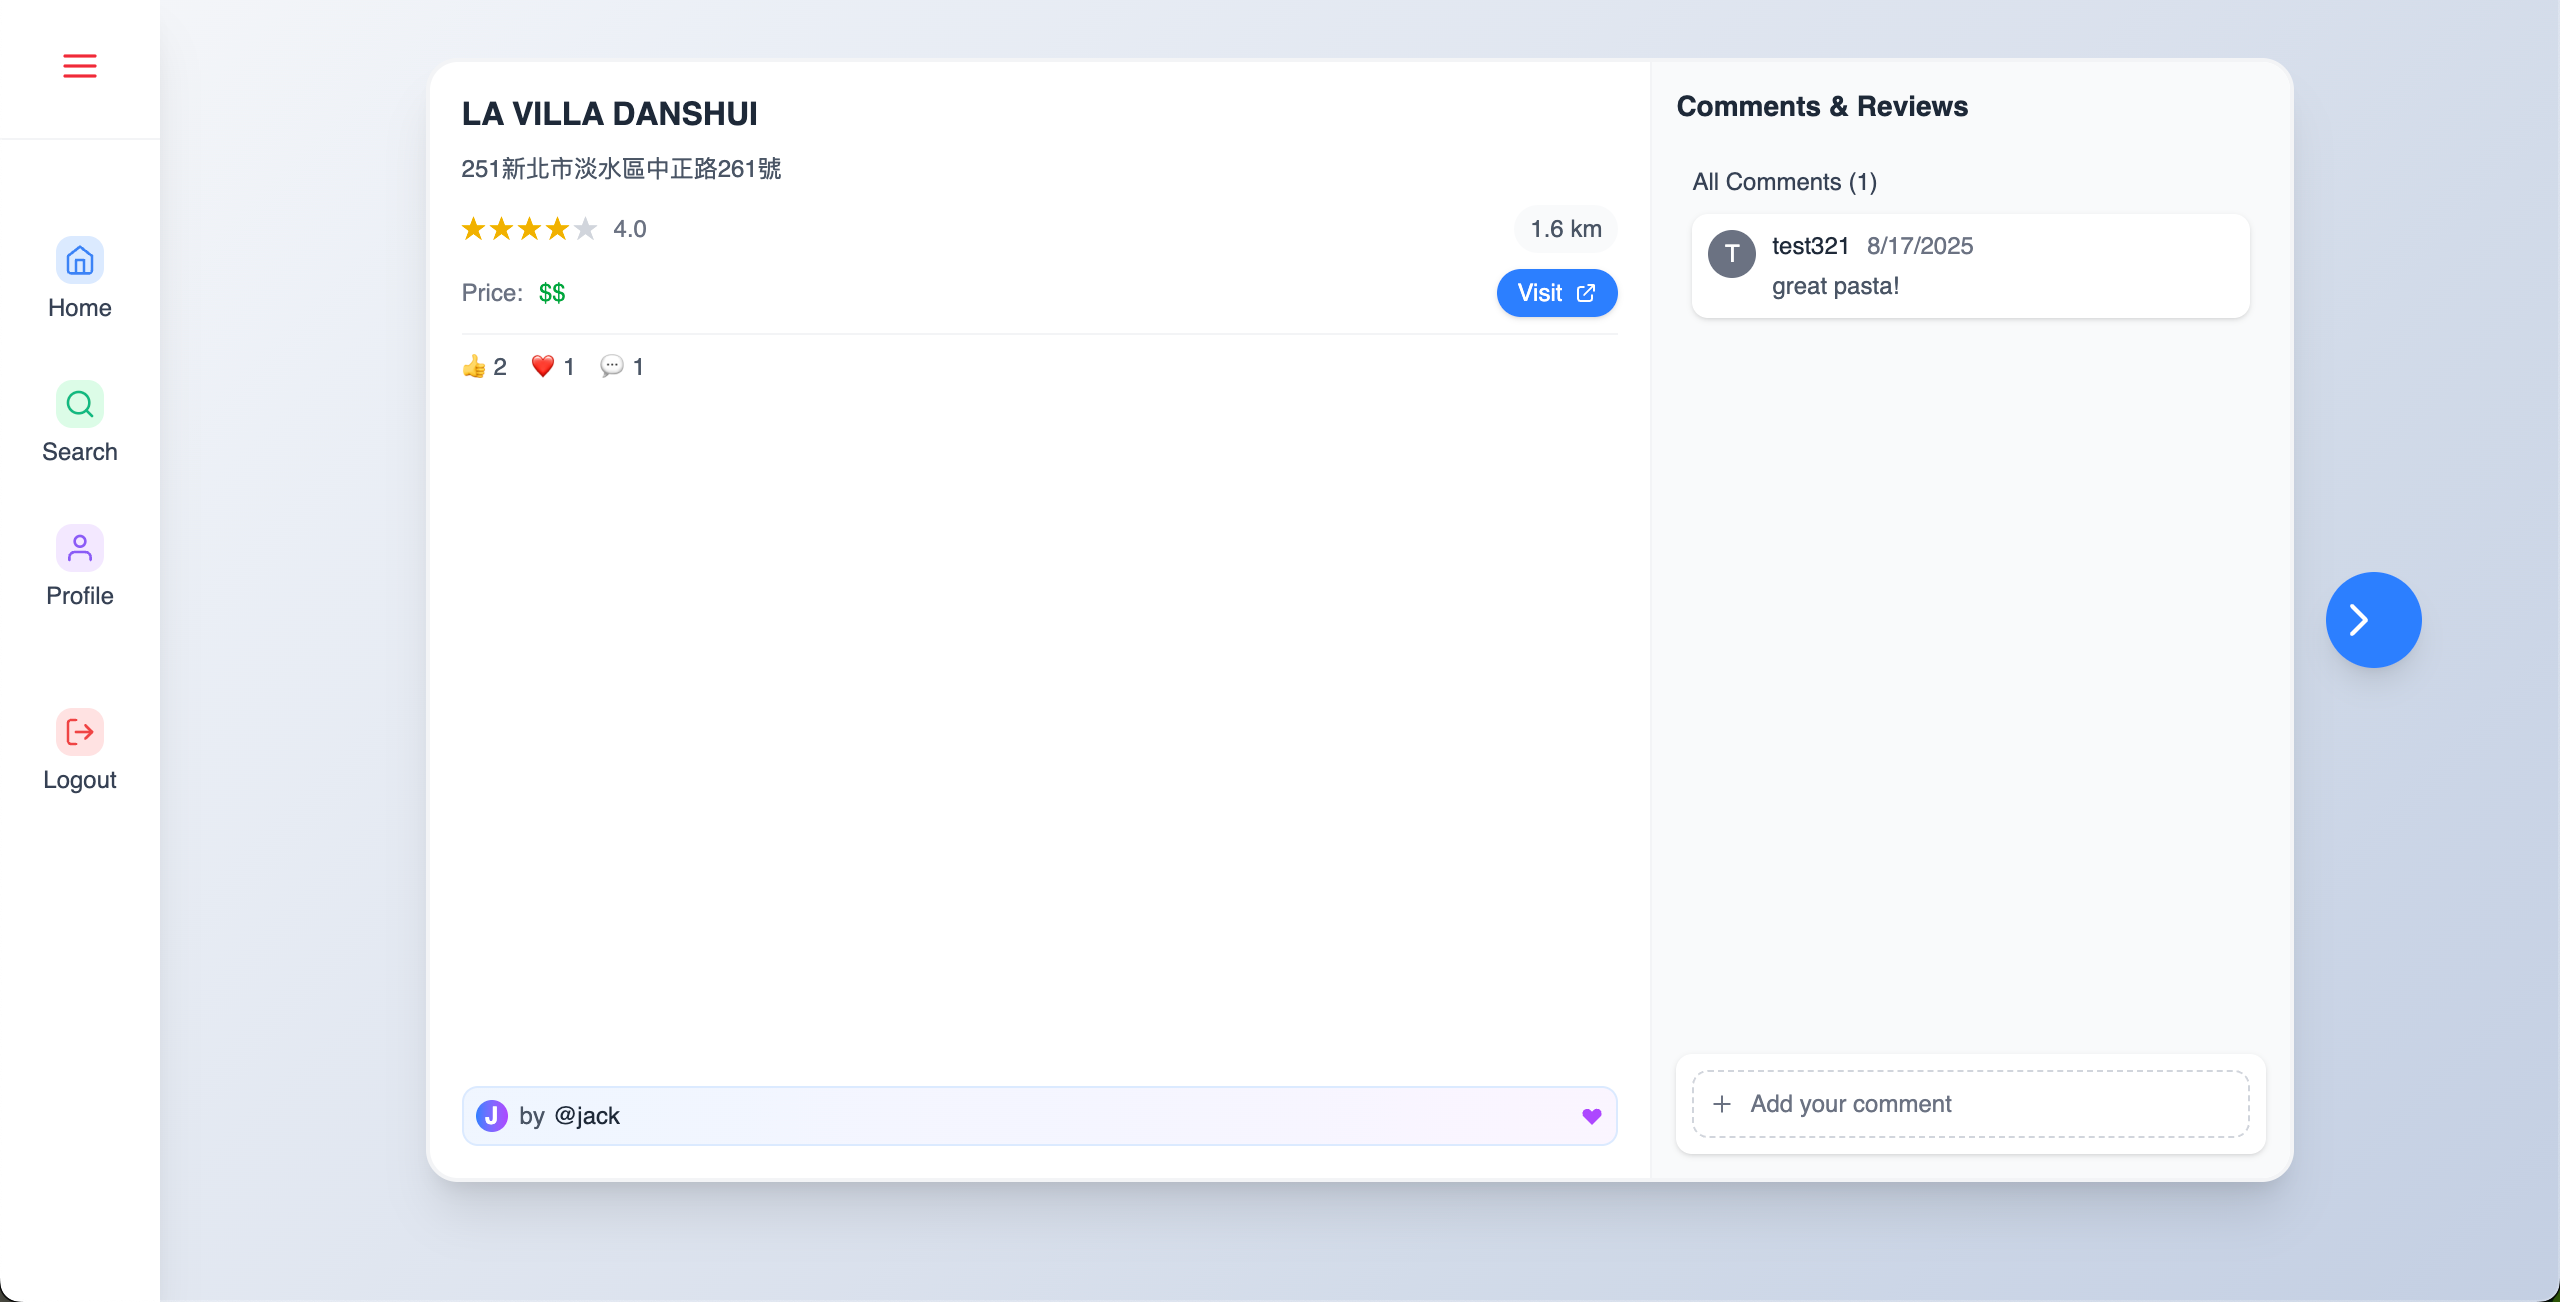 Home
Search
Profile
Logout
LA VILLA DANSHUI
251新北市淡水區中正路261號
4.0
1.6 km
Price: $$
Visit
👍 2 ❤️ 1 💬 1
J by @jack
Comments & Reviews
All Comments (1)
T test321 8/17/2025
great pasta!
+ Add your comment